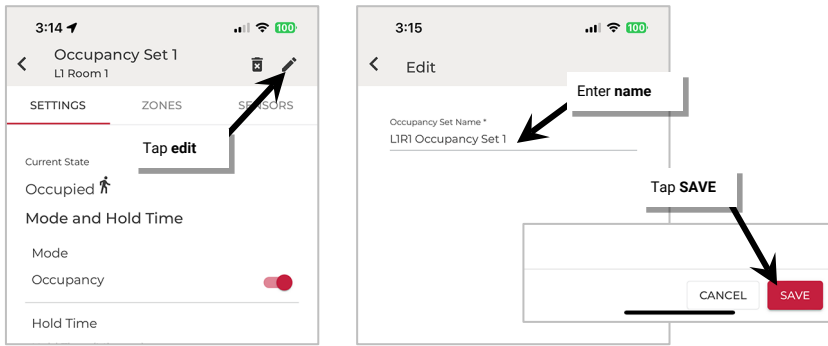 3:14
100
Occupancy Set 1
L1 Room 1
SETTINGS
ZONES
SENSORS
Tap edit
Current State
Occupied
Mode and Hold Time
Mode
Occupancy
Hold Time
3:15
100
Edit
Enter name
Occupancy Set Name *
L1R1 Occupancy Set 1
Tap SAVE
CANCEL
SAVE